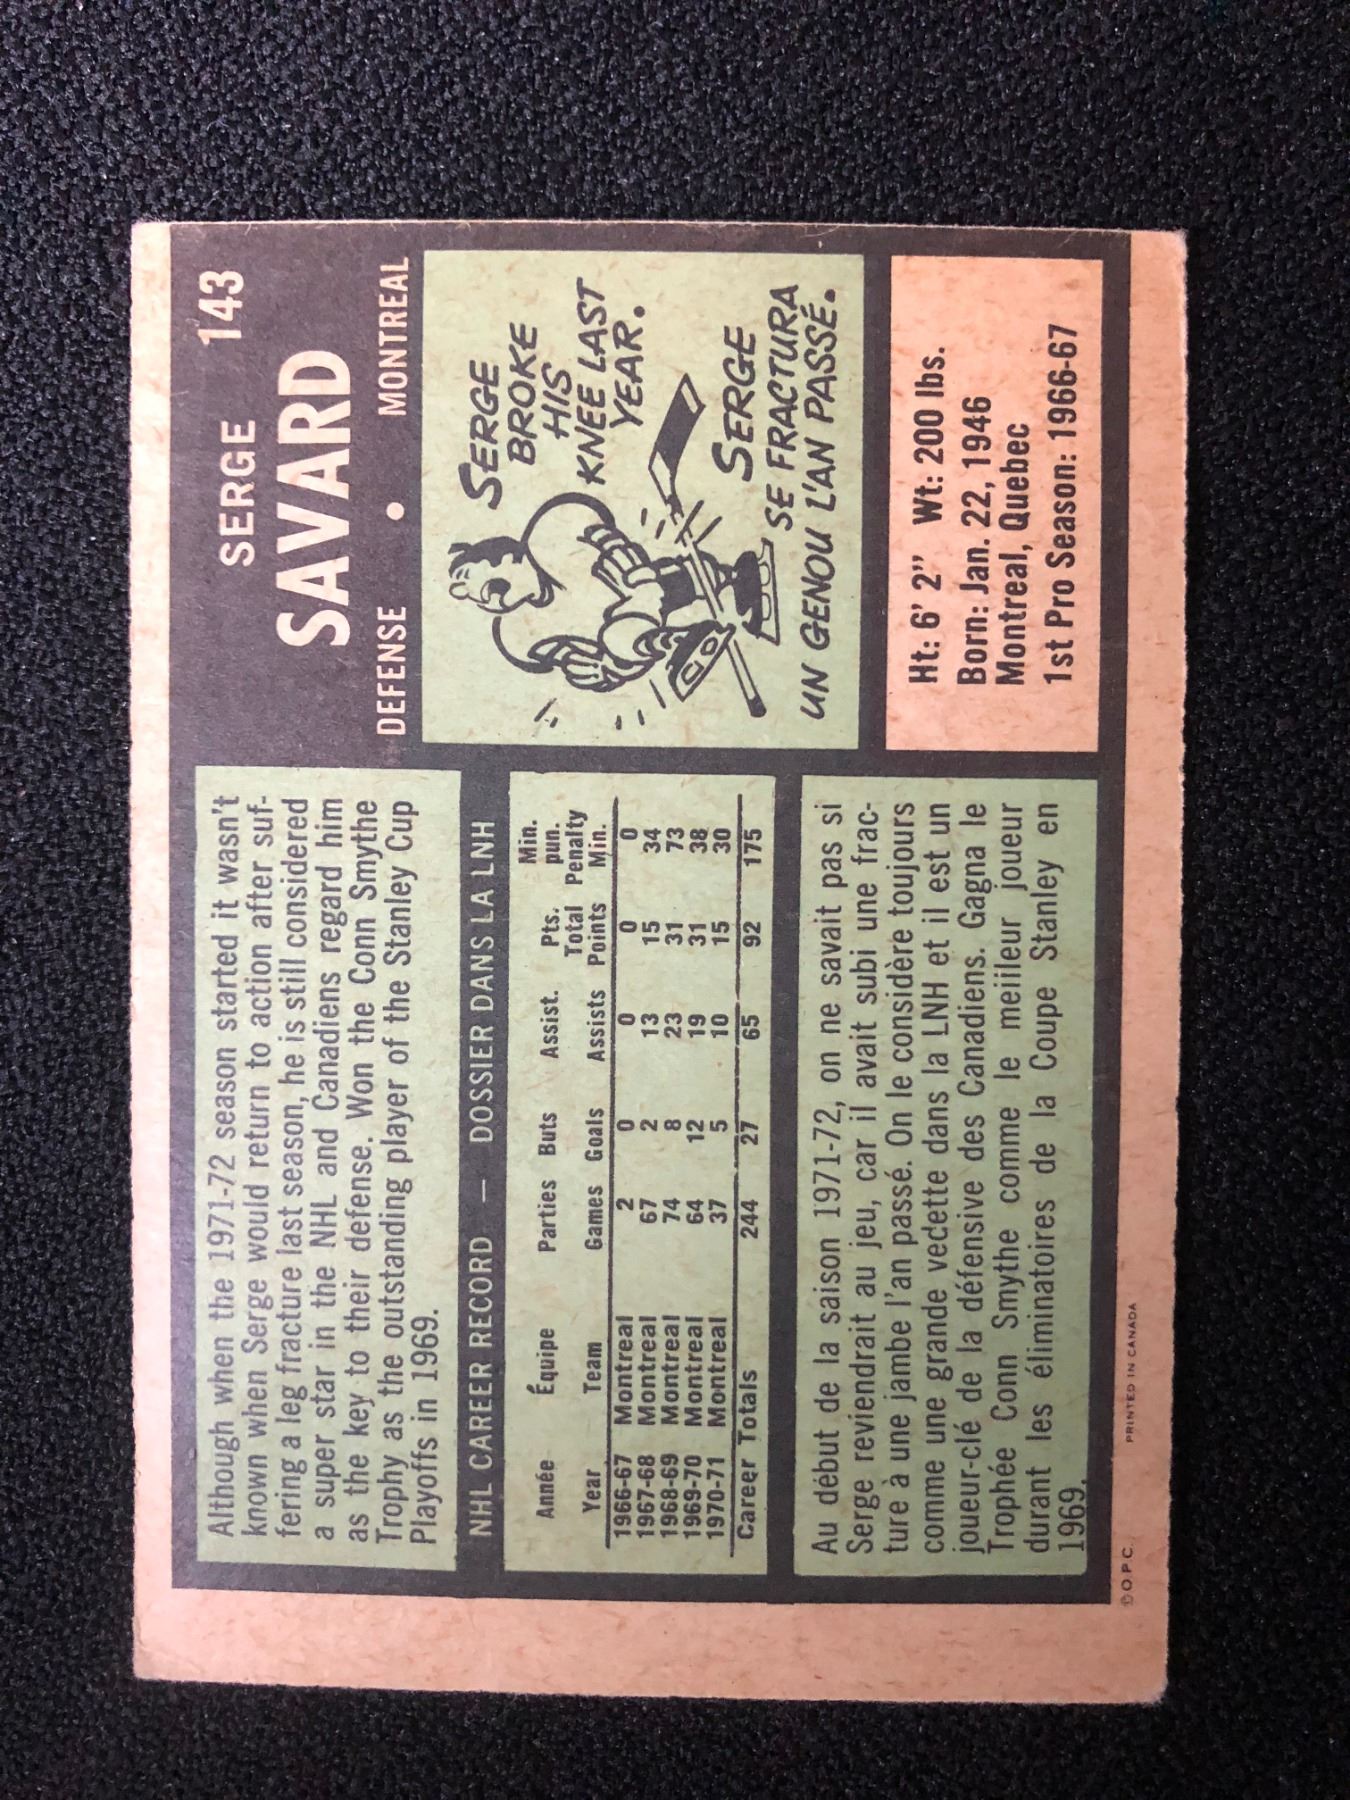 Although when the 1971-72 season started it wasn't
known when Serge would return to action after suf-
fering a leg fracture last season, he is still considered
a super star in the NHL and Canadiens regard him
as the key to their defense. Won the Conn Smythe
Trophy as the outstanding player of the Stanley Cup
Playoffs in 1969.
NHL CAREER RECORD — DOSSIER DANS LA LNH
Année Équipe Parties Buts Assist. Pts. Min.
Total pun.
Year Team Games Goals Assists Points Penalty
Min.
1966-67 Montreal 2 0 0 0 0
1967-68 Montreal 67 2 13 15 34
1968-69 Montreal 74 8 23 31 73
1969-70 Montreal 64 12 19 31 38
1970-71 Montreal 37 5 10 15 30
Career Totals 244 27 65 92 175
Au début de la saison 1971-72, on ne savait pas si
Serge reviendrait au jeu, car il avait subi une frac-
ture à une jambe l'an passé. On le considère toujours
comme une grande vedette dans la LNH et il est un
joueur-clé de la défensive des Canadiens. Gagna le
Trophée Conn Smythe comme le meilleur joueur
durant les éliminatoires de la Coupe Stanley en
1969.
SERGE 143
SAVARD
DEFENSE • MONTREAL
SERGE
BROKE
HIS
KNEE LAST
YEAR.
SERGE
SE FRACTURA
UN GENOU L'AN PASSÉ.
Ht: 6' 2" Wt: 200 lbs.
Born: Jan. 22, 1946
Montreal, Quebec
1st Pro Season: 1966-67
© O.P.C. PRINTED IN CANADA